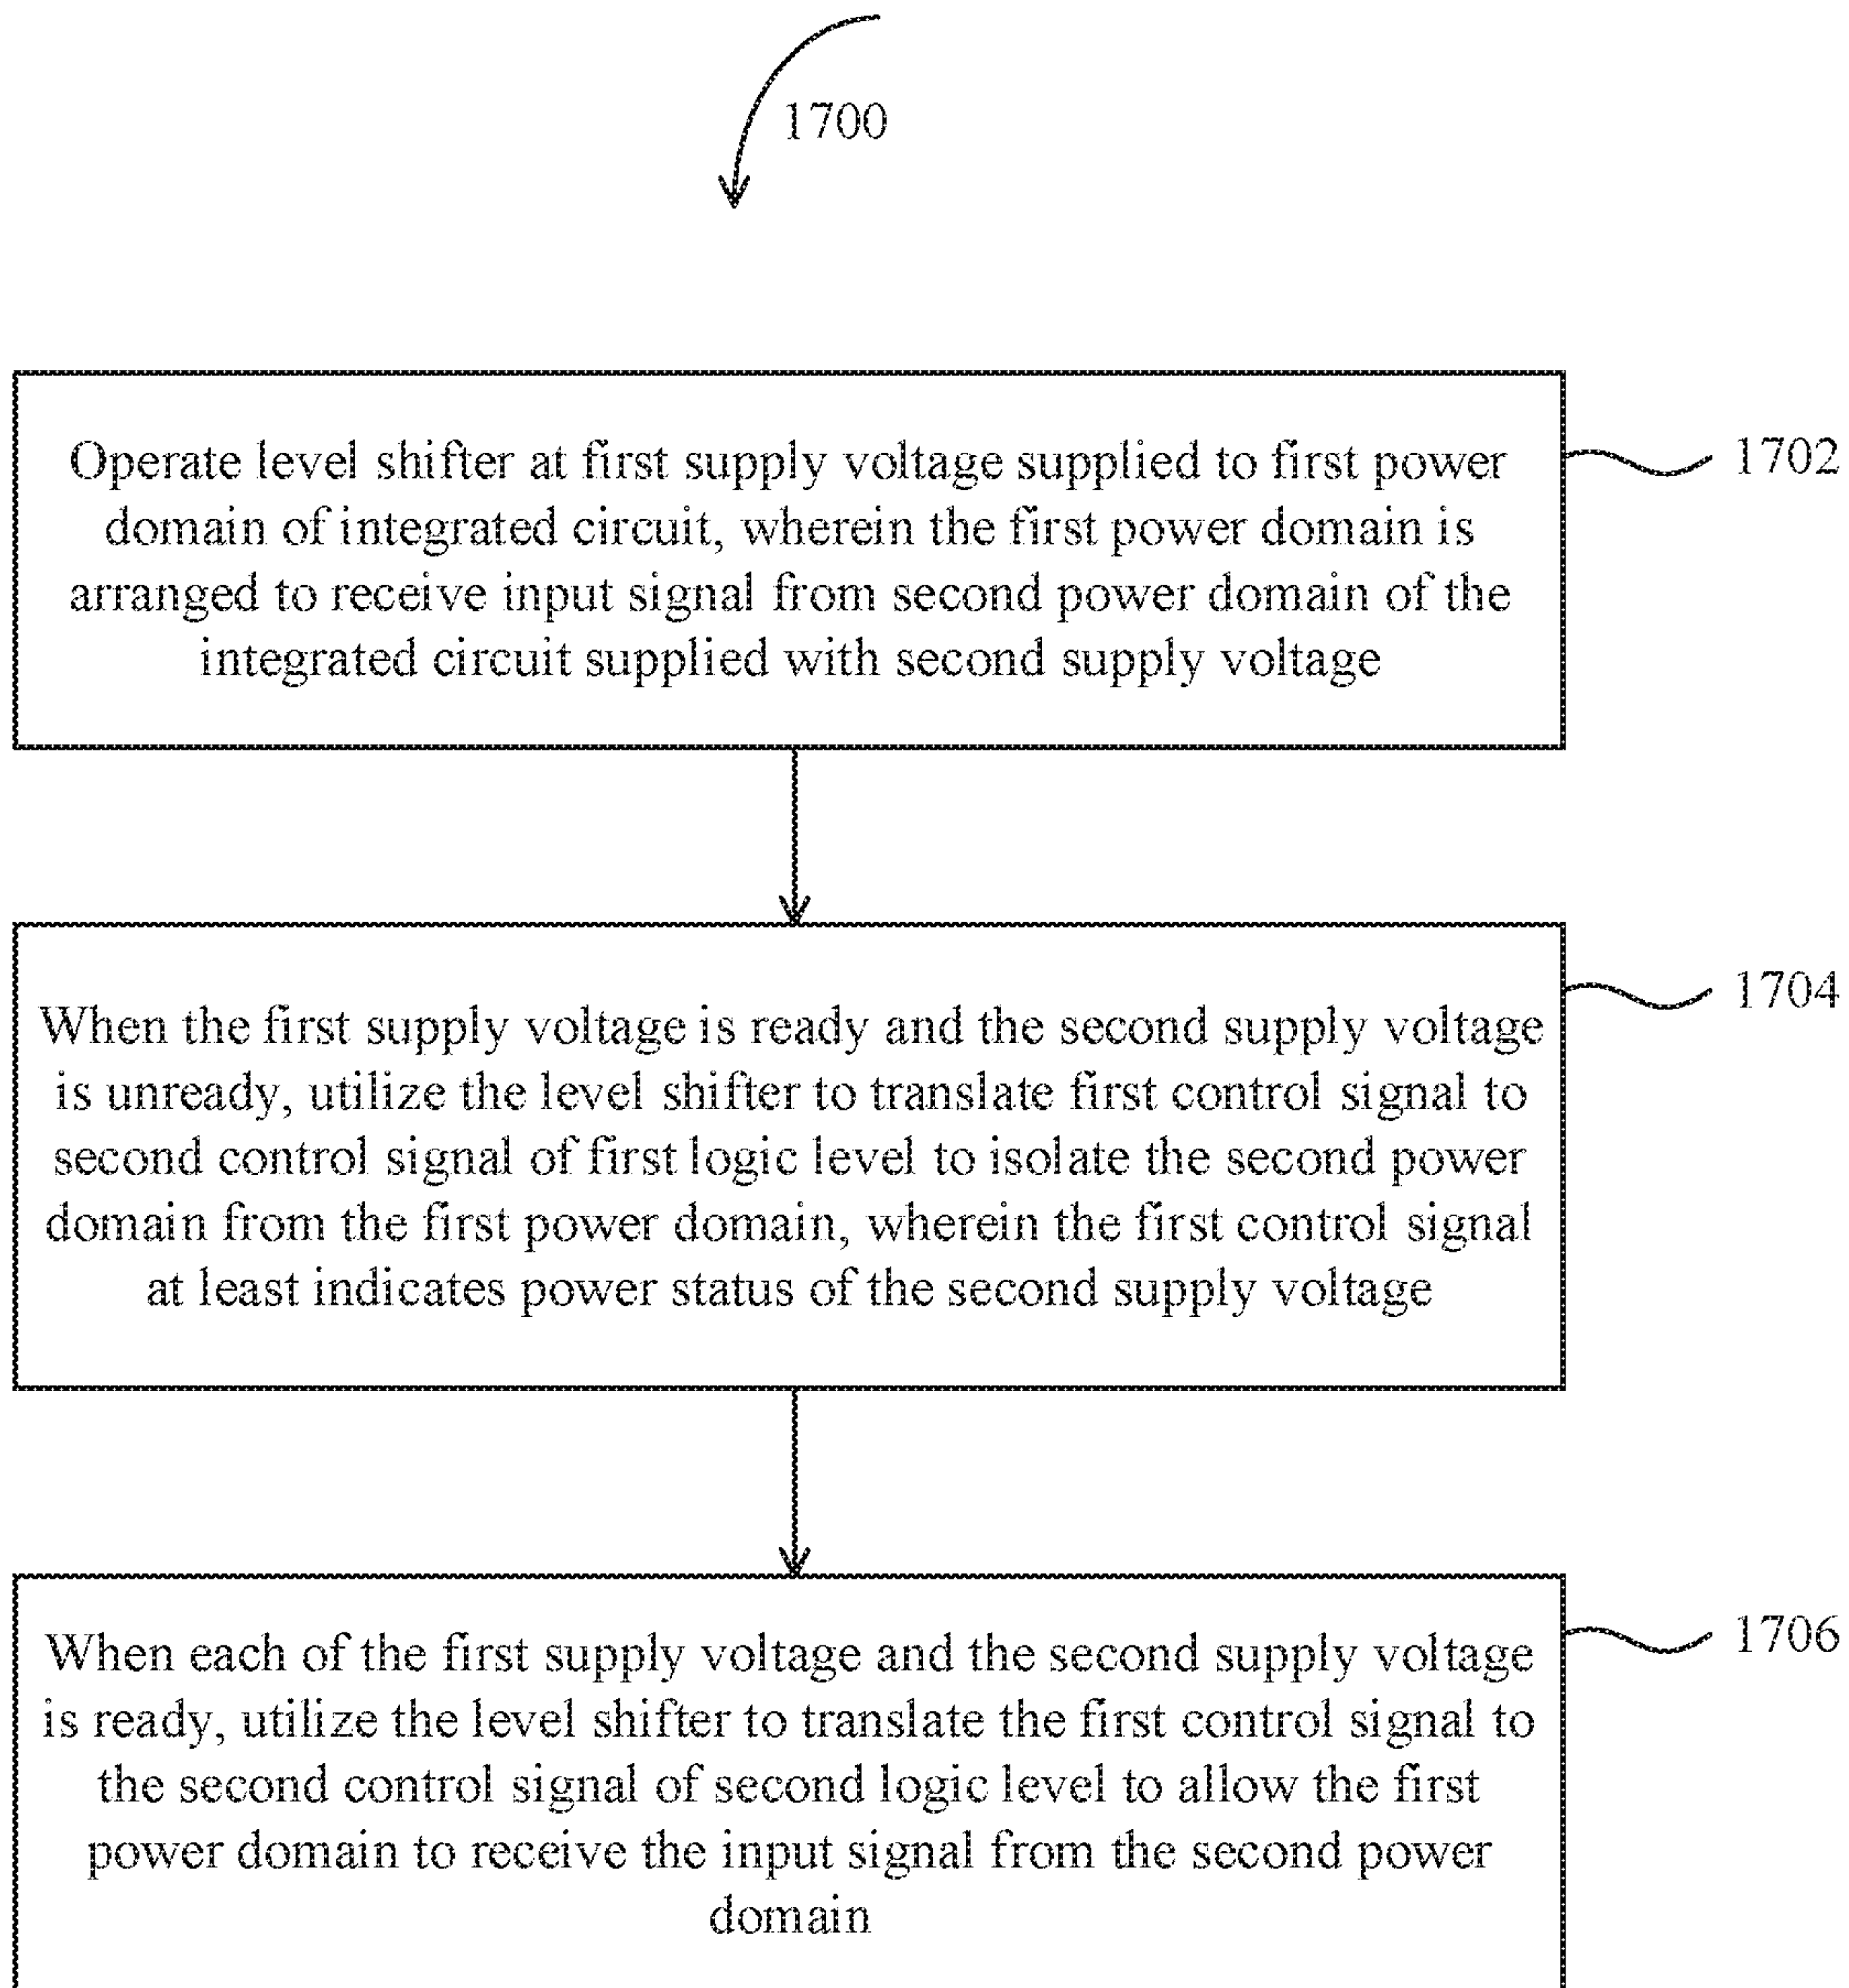 1700
Operate level shifter at first supply voltage supplied to first power
domain of integrated circuit, wherein the first power domain is
arranged to receive input signal from second power domain of the
integrated circuit supplied with second supply voltage
1702
When the first supply voltage is ready and the second supply voltage
is unready, utilize the level shifter to translate first control signal to
second control signal of first logic level to isolate the second power
domain from the first power domain, wherein the first control signal
at least indicates power status of the second supply voltage
1704
When each of the first supply voltage and the second supply voltage
is ready, utilize the level shifter to translate the first control signal to
the second control signal of second logic level to allow the first
power domain to receive the input signal from the second power
domain
1706